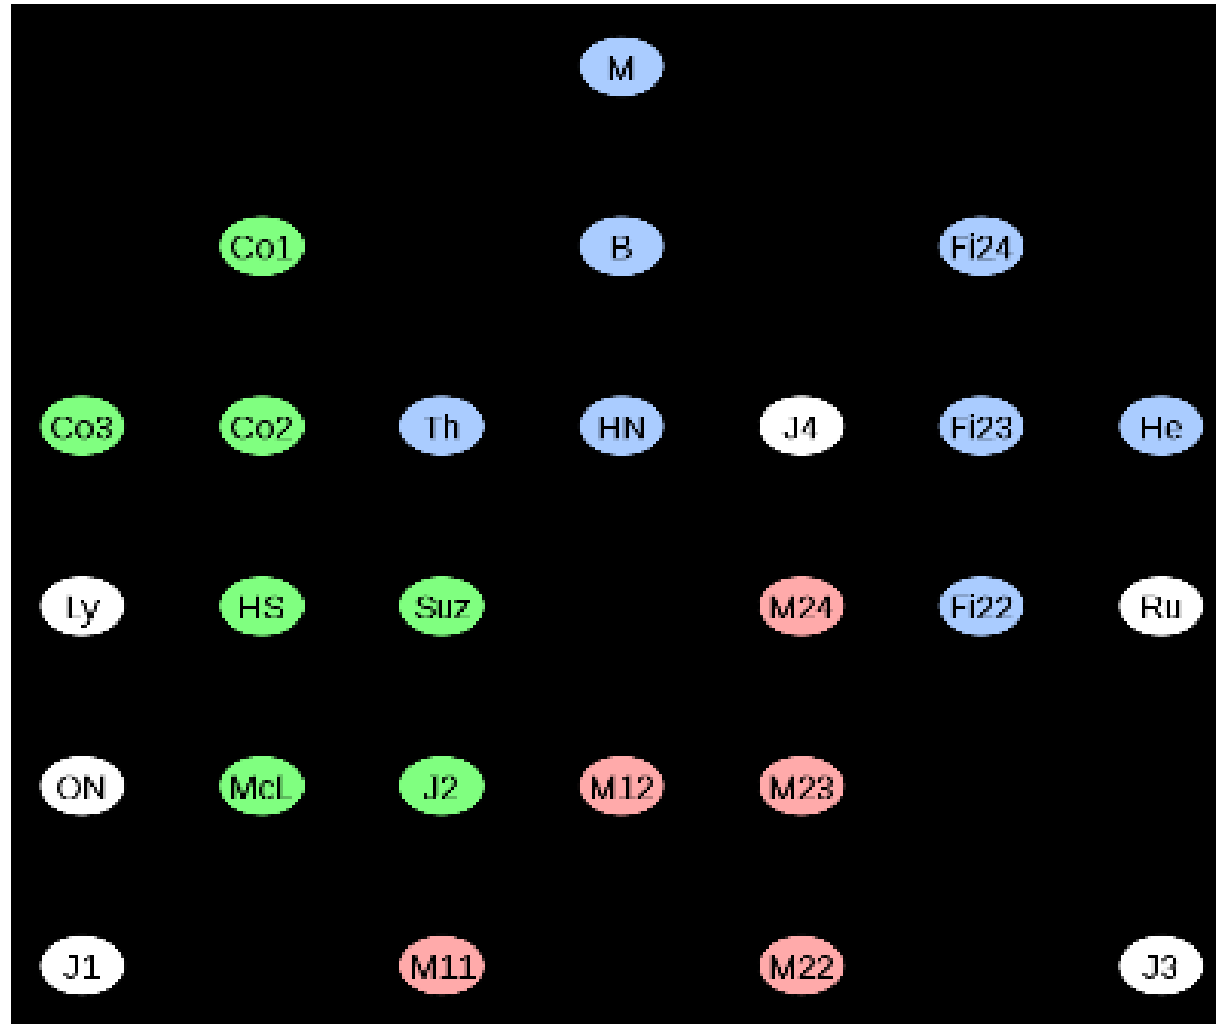 M
Co1 B Fi24
Co3 Co2 Th HN J4 Fi23 He
Ly HS Suz M24 Fi22 Ru
ON McL J2 M12 M23
J1 M11 M22 J3